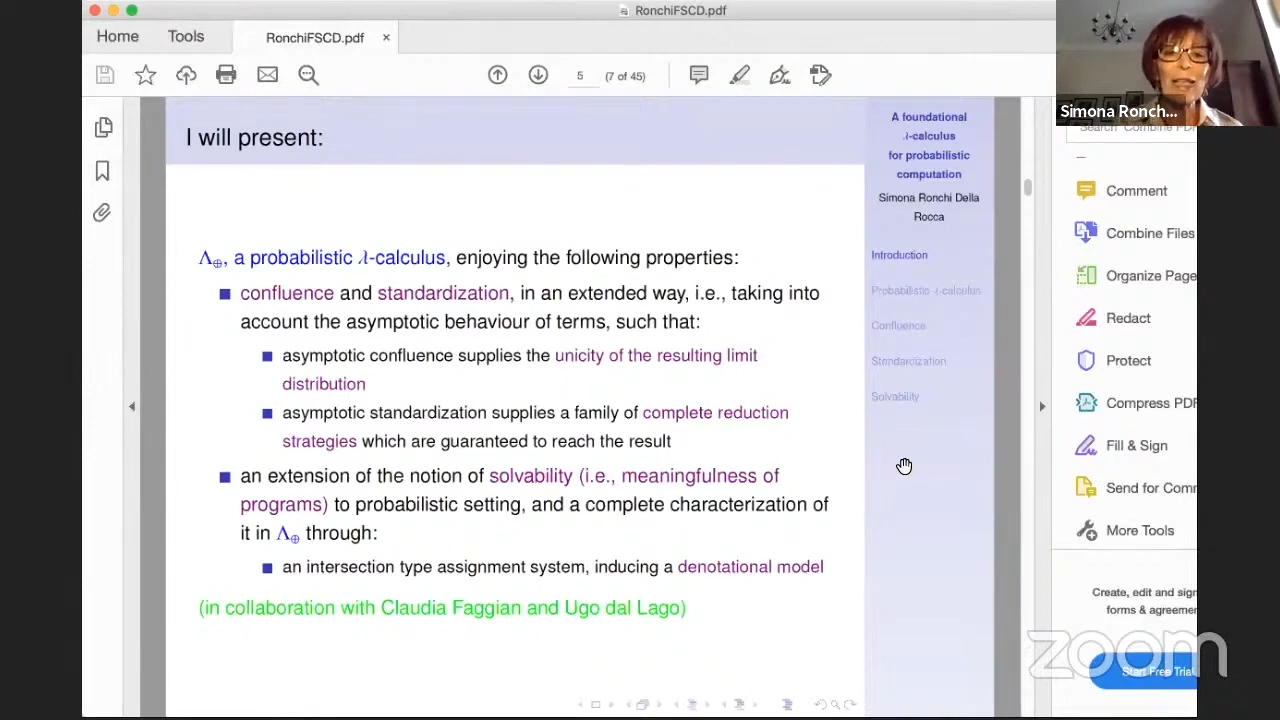 RonchiFSCD.pdf
Home
Tools
RonchiFSCD.pdf
×
5
(7 of 45)
Simona Ronch...
I will present:
Λ⊕, a probabilistic λ-calculus, enjoying the following properties:
confluence and standardization, in an extended way, i.e., taking into
account the asymptotic behaviour of terms, such that:
asymptotic confluence supplies the unicity of the resulting limit
distribution
asymptotic standardization supplies a family of complete reduction
strategies which are guaranteed to reach the result
an extension of the notion of solvability (i.e., meaningfulness of
programs) to probabilistic setting, and a complete characterization of
it in Λ⊕ through:
an intersection type assignment system, inducing a denotational model
(in collaboration with Claudia Faggian and Ugo dal Lago)
A foundational
λ-calculus
for probabilistic
computation
Simona Ronchi Della
Rocca
Introduction
Probabilistic λ-calculus
Confluence
Standardization
Solvability
Search 'Combine PDF
Comment
Combine Files
Organize Page
Redact
Protect
Compress PDF
Fill & Sign
Send for Com
More Tools
Create, edit and sign
forms & agreemen
Start Free Trial
zoom